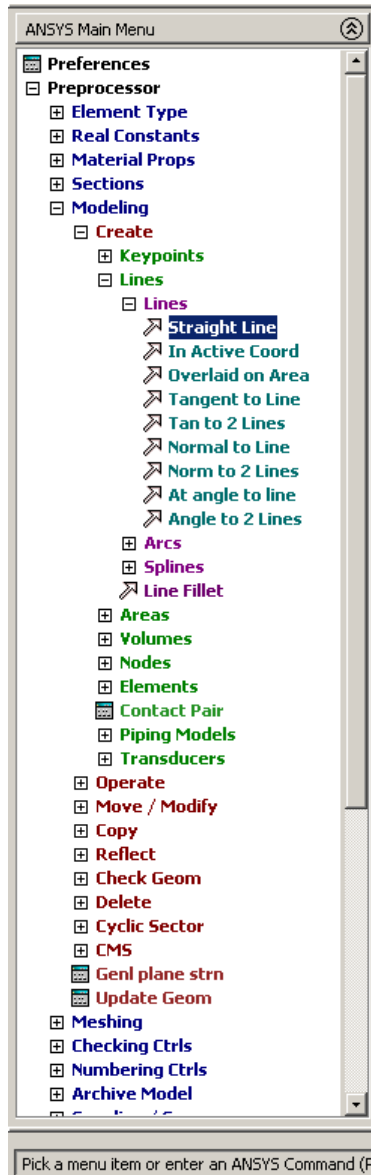 ANSYS Main Menu
Preferences
Preprocessor
Element Type
Real Constants
Material Props
Sections
Modeling
Create
Keypoints
Lines
Lines
Straight Line
In Active Coord
Overlaid on Area
Tangent to Line
Tan to 2 Lines
Normal to Line
Norm to 2 Lines
At angle to line
Angle to 2 Lines
Arcs
Splines
Line Fillet
Areas
Volumes
Nodes
Elements
Contact Pair
Piping Models
Transducers
Operate
Move / Modify
Copy
Reflect
Check Geom
Delete
Cyclic Sector
CMS
Genl plane strn
Update Geom
Meshing
Checking Ctrls
Numbering Ctrls
Archive Model
Pick a menu item or enter an ANSYS Command (P